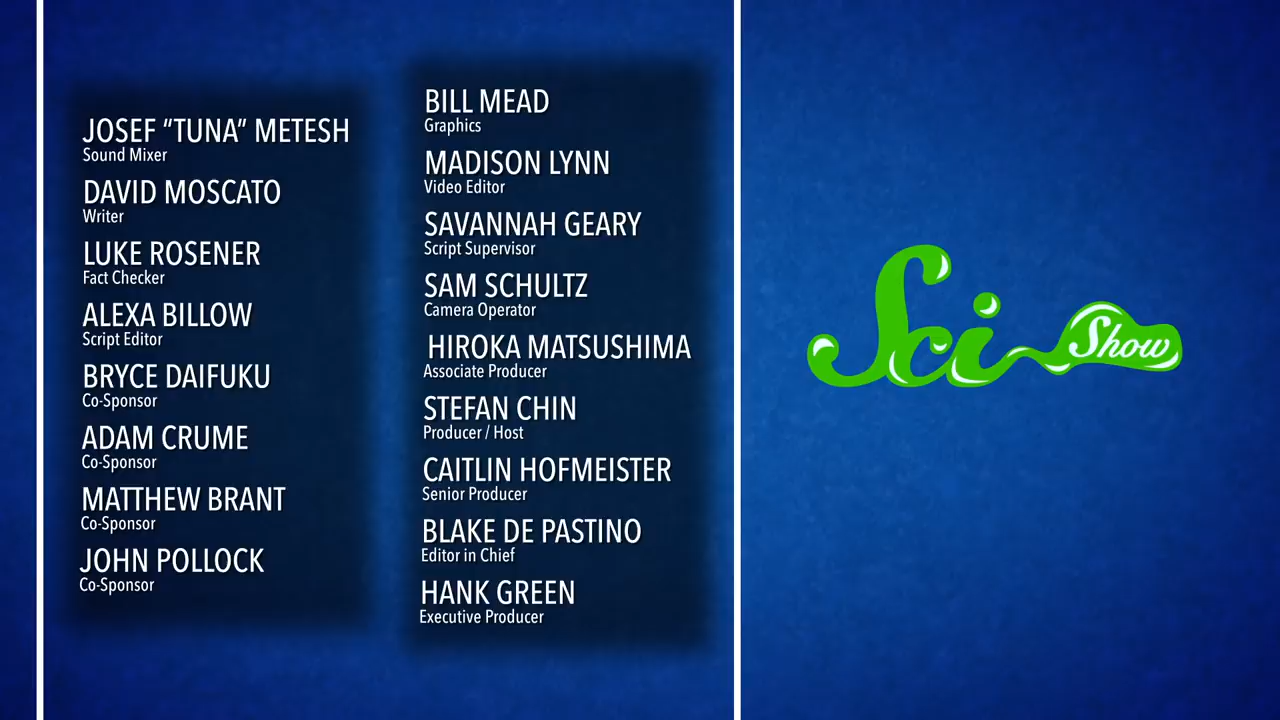 JOSEF “TUNA” METESH
Sound Mixer
DAVID MOSCATO
Writer
LUKE ROSENER
Fact Checker
ALEXA BILLOW
Script Editor
BRYCE DAIFUKU
Co-Sponsor
ADAM CRUME
Co-Sponsor
MATTHEW BRANT
Co-Sponsor
JOHN POLLOCK
Co-Sponsor
BILL MEAD
Graphics
MADISON LYNN
Video Editor
SAVANNAH GEARY
Script Supervisor
SAM SCHULTZ
Camera Operator
HIROKA MATSUSHIMA
Associate Producer
STEFAN CHIN
Producer / Host
CAITLIN HOFMEISTER
Senior Producer
BLAKE DE PASTINO
Editor in Chief
HANK GREEN
Executive Producer
Sci Show